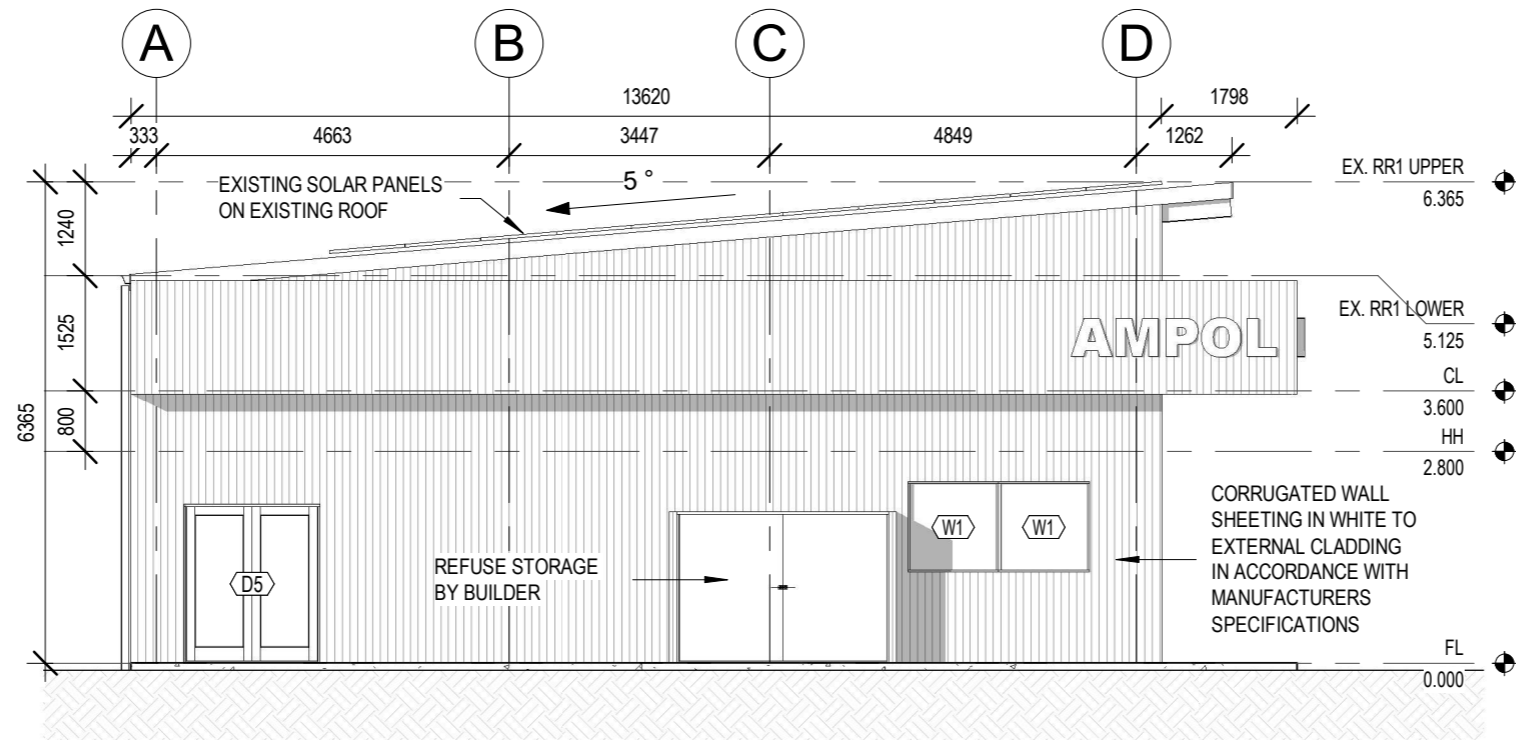 A
B
C
D
13620
1798
333
4663
3447
4849
1262
EX. RR1 UPPER
6.365
EXISTING SOLAR PANELS
ON EXISTING ROOF
5 °
1240
EX. RR1 LOWER
5.125
1525
AMPOL
CL
3.600
6365
800
HH
2.800
CORRUGATED WALL
SHEETING IN WHITE TO
EXTERNAL CLADDING
IN ACCORDANCE WITH
MANUFACTURERS
SPECIFICATIONS
W1
W1
REFUSE STORAGE
BY BUILDER
D5
FL
0.000